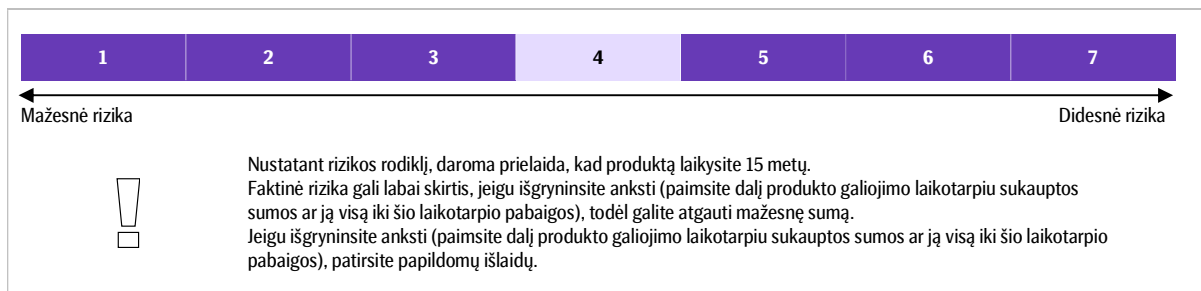 1 2 3 4 5 6 7
Mažesnė rizika Didesnė rizika
Nustatant rizikos rodiklį, daroma prielaida, kad produktą laikysite 15 metų.
Faktinė rizika gali labai skirtis, jeigu išgryninsite anksti (paimsite dalį produkto galiojimo laikotarpiu sukauptos
sumos ar ją visą iki šio laikotarpio pabaigos), todėl galite atgauti mažesnę sumą.
Jeigu išgryninsite anksti (paimsite dalį produkto galiojimo laikotarpiu sukauptos sumos ar ją visą iki šio laikotarpio
pabaigos), patirsite papildomų išlaidų.